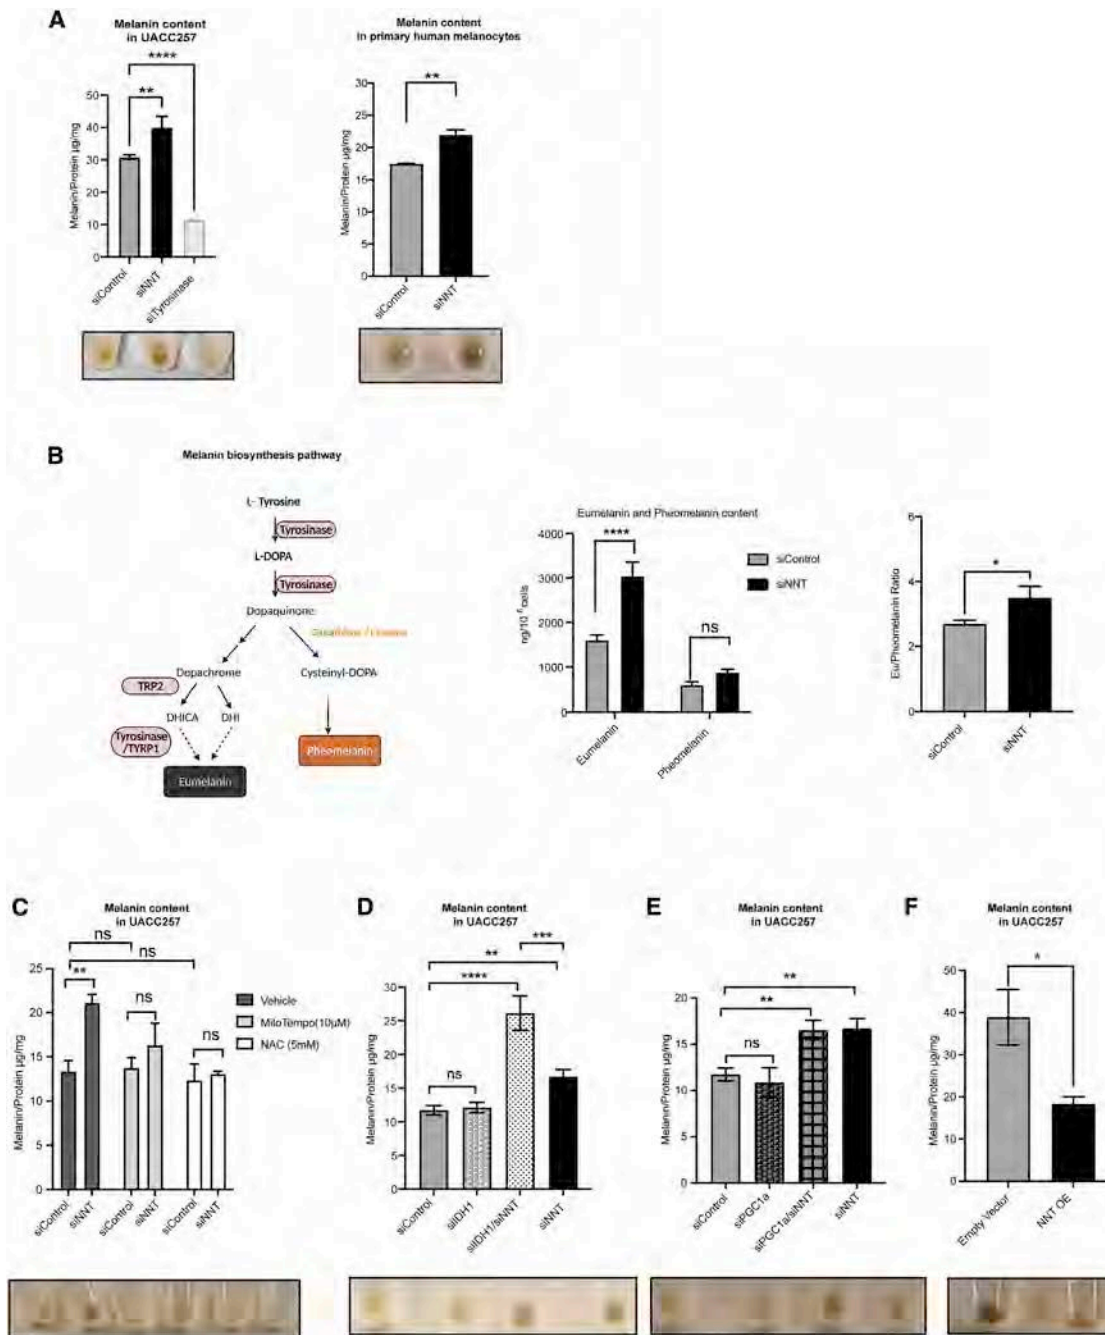 A
Melanin content
in UACC257
****
**
Melanin/Protein µg/mg
50
40
30
20
10
0
siControl
siNNT
siTyrosinase
Melanin content
in primary human melanocytes
**
Melanin/Protein µg/mg
30
25
20
15
10
5
0
siControl
siNNT
B
Melanin biosynthesis pathway
L- Tyrosine
Tyrosinase
L-DOPA
Tyrosinase
Dopaquinone
Dopachrome
Cysteinyl-DOPA
TRP2
DHICA
DHI
Tyrosinase
/TYRP1
Pheomelanin
Eumelanin
Eumelanin and Pheomelanin content
****
ns
ng/10⁶ cells
4000
3000
2000
1000
0
Eumelanin
Pheomelanin
siControl
siNNT
*
Eu/Pheomelanin Ratio
6
4
2
0
siControl
siNNT
C
Melanin content
in UACC257
ns
ns
**
ns
ns
Melanin/Protein µg/mg
25
20
15
10
5
0
siControl
siNNT
siControl
siNNT
siControl
siNNT
Vehicle
MitoTempo(10µM)
NAC (5mM)
D
Melanin content
in UACC257
***
**
****
ns
Melanin/Protein µg/mg
30
25
20
15
10
5
0
siControl
siIDH1
siIDH1/siNNT
siNNT
E
Melanin content
in UACC257
**
**
ns
Melanin/Protein µg/mg
20
15
10
5
0
siControl
siPGC1a
siPGC1a/siNNT
siNNT
F
Melanin content
in UACC257
*
Melanin/Protein µg/mg
50
40
30
20
10
0
Empty Vector
NNT OE